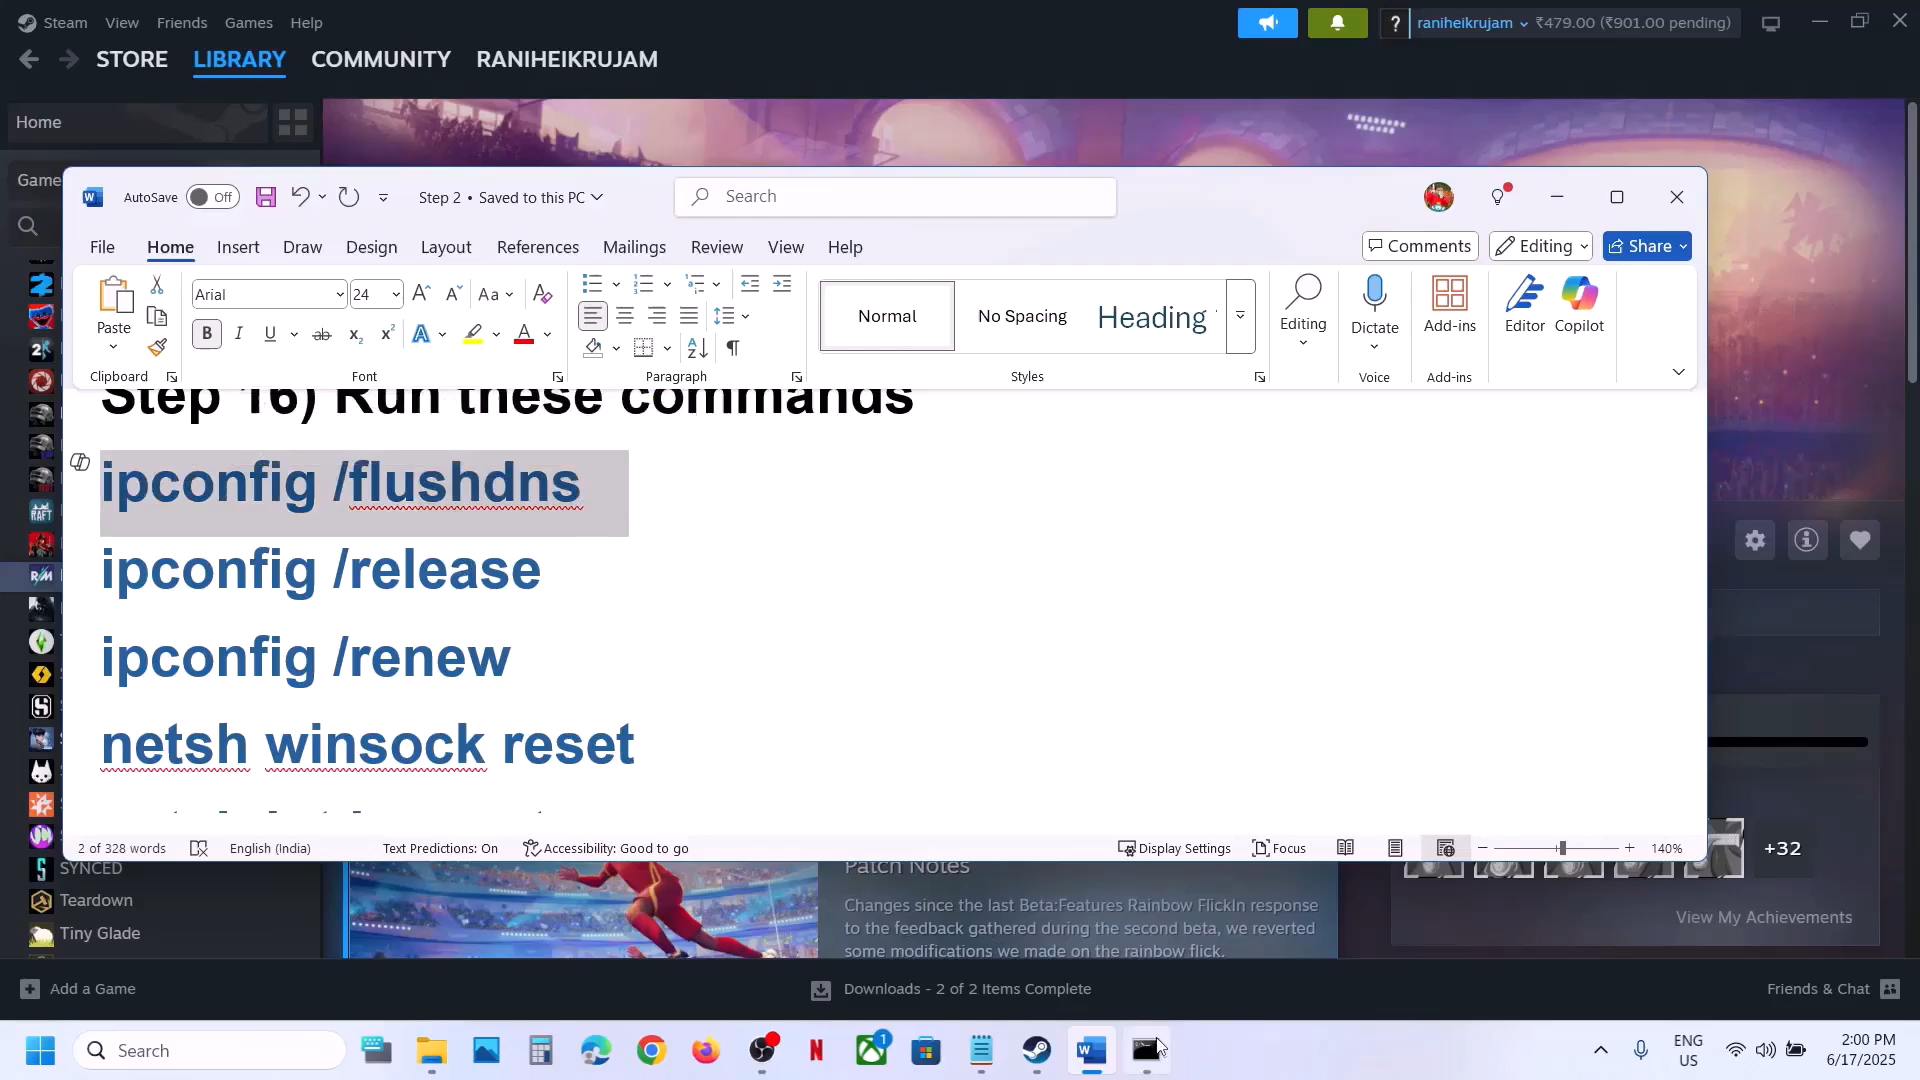 Steam View Friends Games Help
raniheikrujam ₹479.00 (₹901.00 pending)
STORE LIBRARY COMMUNITY RANIHEIKRUJAM
Home
Game
AutoSave Off Step 2 • Saved to this PC Search
File Home Insert Draw Design Layout References Mailings Review View Help Comments Editing Share
Paste Arial 24 Normal No Spacing Heading Editing Dictate Add-ins Editor Copilot
Clipboard Font Paragraph Styles Voice Add-ins
Step 16) Run these commands
ipconfig /flushdns
ipconfig /release
ipconfig /renew
netsh winsock reset
2 of 328 words English (India) Text Predictions: On Accessibility: Good to go Display Settings Focus 140%
+32
SYNCED
Patch Notes
Teardown
Changes since the last Beta:Features Rainbow FlickIn response
to the feedback gathered during the second beta, we reverted
some modifications we made on the rainbow flick.
View My Achievements
Tiny Glade
Add a Game Downloads - 2 of 2 Items Complete Friends & Chat
Search 1 ENG
US 2:00 PM
6/17/2025